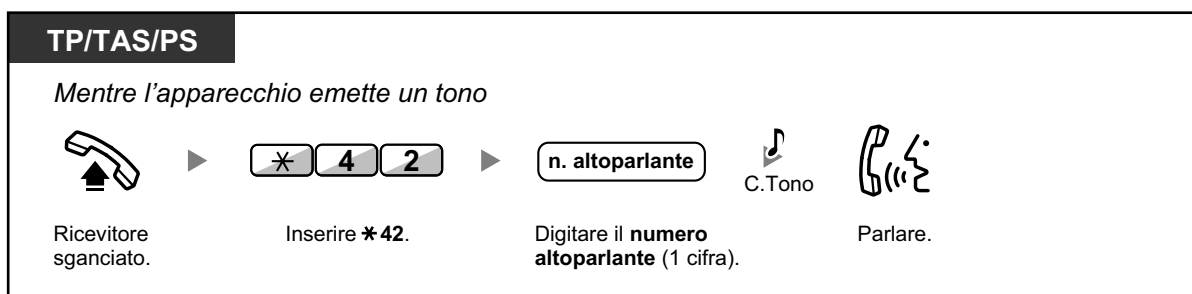 TP/TAS/PS
Mentre l'apparecchio emette un tono
✳ 4 2
n. altoparlante
C.Tono
Ricevitore
sganciato.
Inserire ✳42.
Digitare il numero
altoparlante (1 cifra).
Parlare.